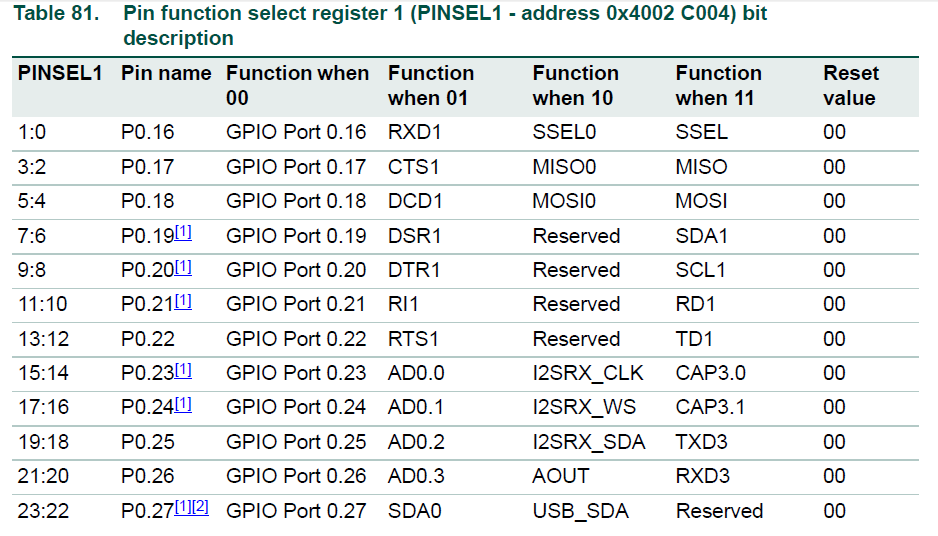 Table 81. Pin function select register 1 (PINSEL1 - address 0x4002 C004) bit
description
PINSEL1 Pin name Function when Function Function Function Reset
00 when 01 when 10 when 11 value
1:0 P0.16 GPIO Port 0.16 RXD1 SSEL0 SSEL 00
3:2 P0.17 GPIO Port 0.17 CTS1 MISO0 MISO 00
5:4 P0.18 GPIO Port 0.18 DCD1 MOSI0 MOSI 00
7:6 P0.19[1] GPIO Port 0.19 DSR1 Reserved SDA1 00
9:8 P0.20[1] GPIO Port 0.20 DTR1 Reserved SCL1 00
11:10 P0.21[1] GPIO Port 0.21 RI1 Reserved RD1 00
13:12 P0.22 GPIO Port 0.22 RTS1 Reserved TD1 00
15:14 P0.23[1] GPIO Port 0.23 AD0.0 I2SRX_CLK CAP3.0 00
17:16 P0.24[1] GPIO Port 0.24 AD0.1 I2SRX_WS CAP3.1 00
19:18 P0.25 GPIO Port 0.25 AD0.2 I2SRX_SDA TXD3 00
21:20 P0.26 GPIO Port 0.26 AD0.3 AOUT RXD3 00
23:22 P0.27[1][2] GPIO Port 0.27 SDA0 USB_SDA Reserved 00